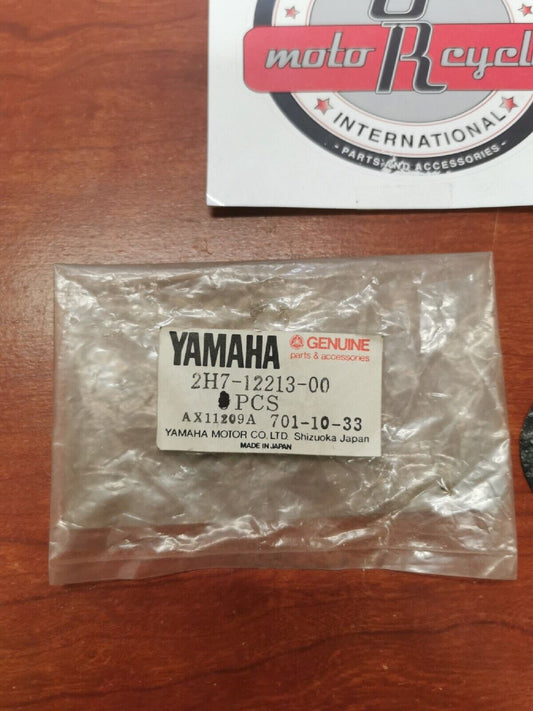 moto R cycle
INTERNATIONAL
- PARTS AND ACCESSORIES -
YAMAHA GENUINE
parts & accessories
2H7-12213-00
PCS
AX11209A 701-10-33
YAMAHA MOTOR CO. LTD. Shizuoka Japan
MADE IN JAPAN